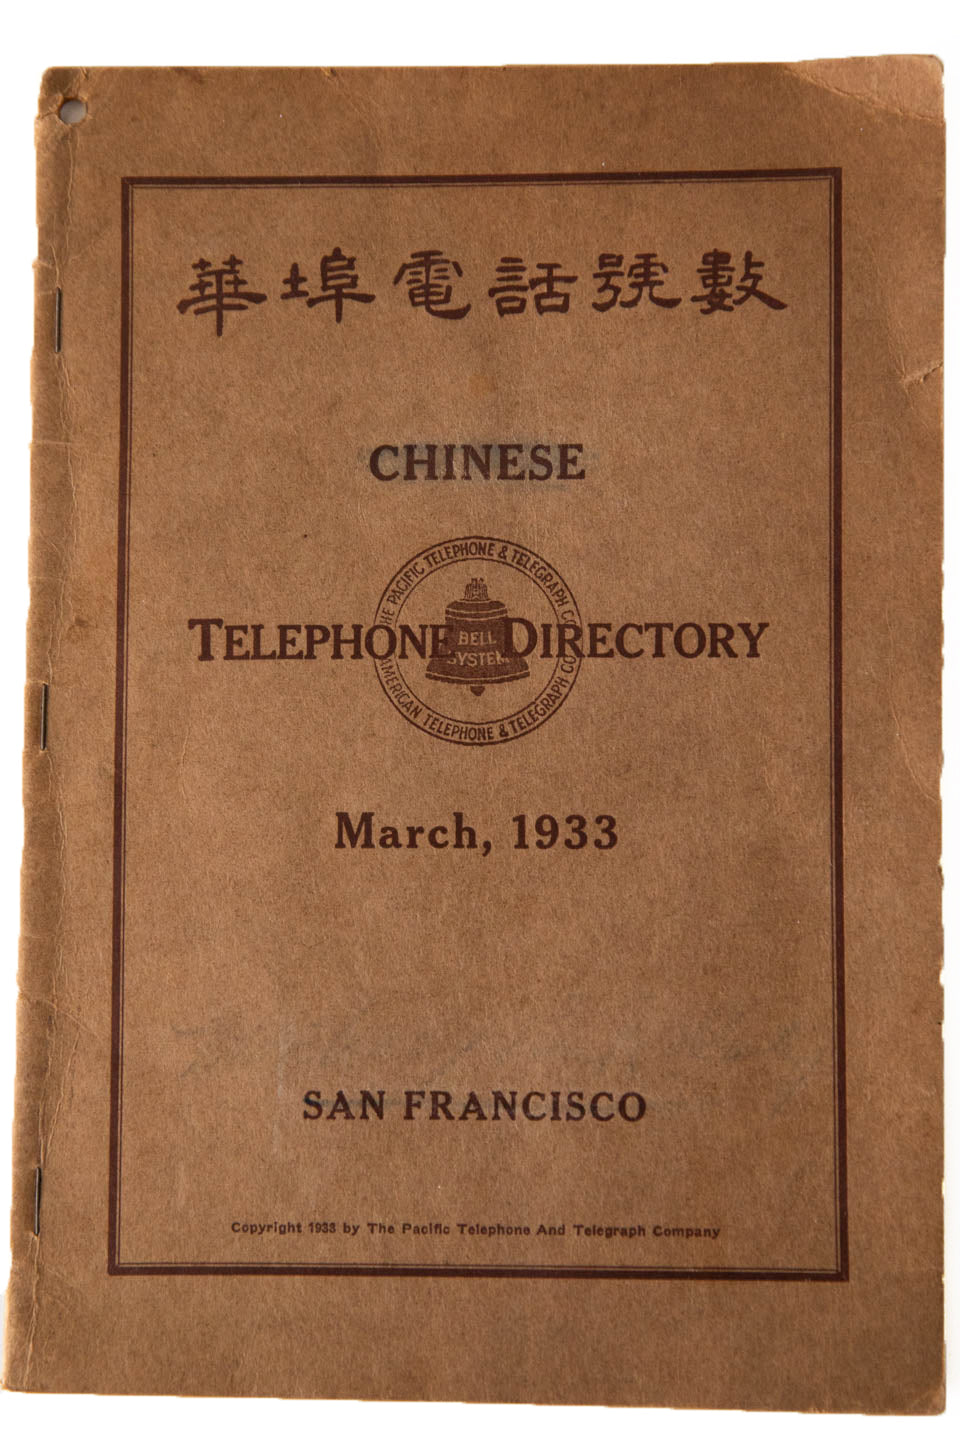 華埠電話號數
CHINESE
THE PACIFIC TELEPHONE & TELEGRAPH CO.
TELEPHONE DIRECTORY
BELL
SYSTEM
AMERICAN TELEPHONE & TELEGRAPH CO.
March, 1933
SAN FRANCISCO
Copyright 1933 by The Pacific Telephone And Telegraph Company